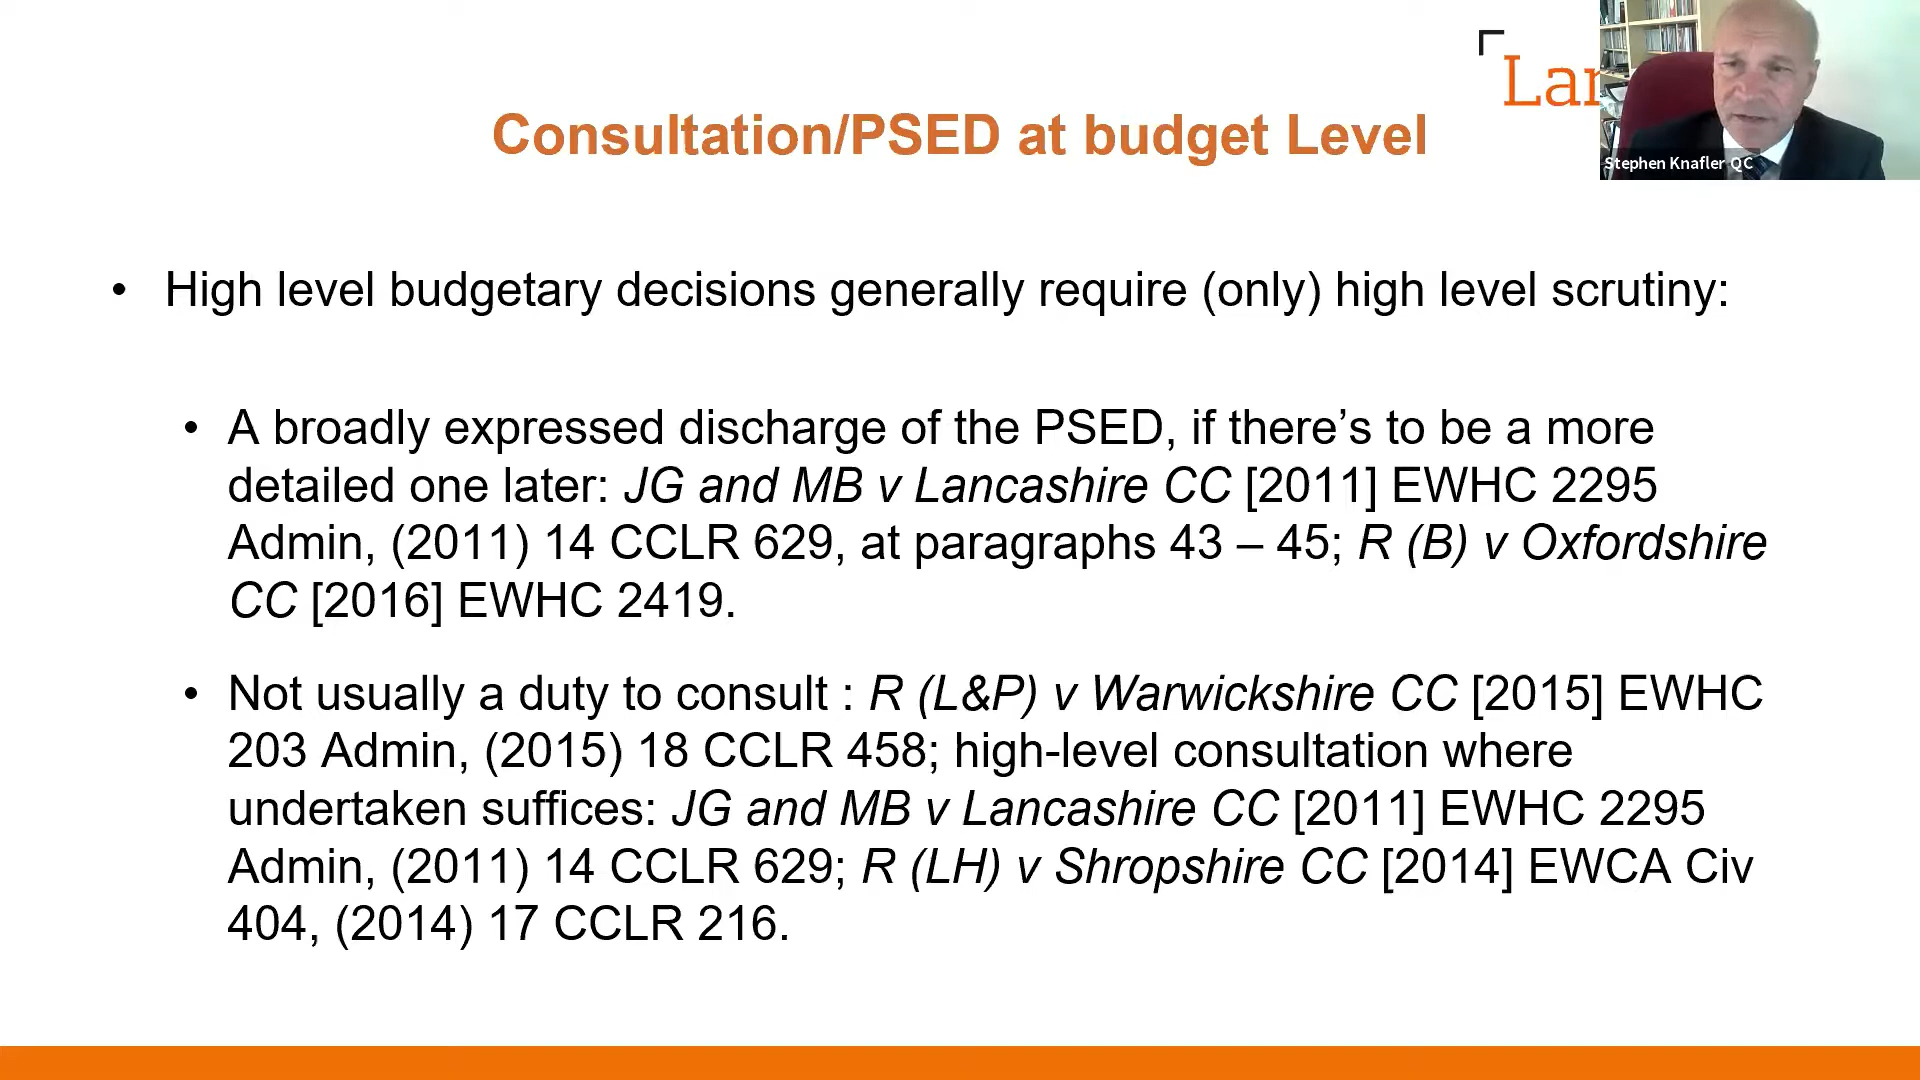 Lar
Stephen Knafler QC
Consultation/PSED at budget Level
• High level budgetary decisions generally require (only) high level scrutiny:
• A broadly expressed discharge of the PSED, if there’s to be a more
detailed one later: JG and MB v Lancashire CC [2011] EWHC 2295
Admin, (2011) 14 CCLR 629, at paragraphs 43 – 45; R (B) v Oxfordshire
CC [2016] EWHC 2419.
• Not usually a duty to consult : R (L&P) v Warwickshire CC [2015] EWHC
203 Admin, (2015) 18 CCLR 458; high-level consultation where
undertaken suffices: JG and MB v Lancashire CC [2011] EWHC 2295
Admin, (2011) 14 CCLR 629; R (LH) v Shropshire CC [2014] EWCA Civ
404, (2014) 17 CCLR 216.